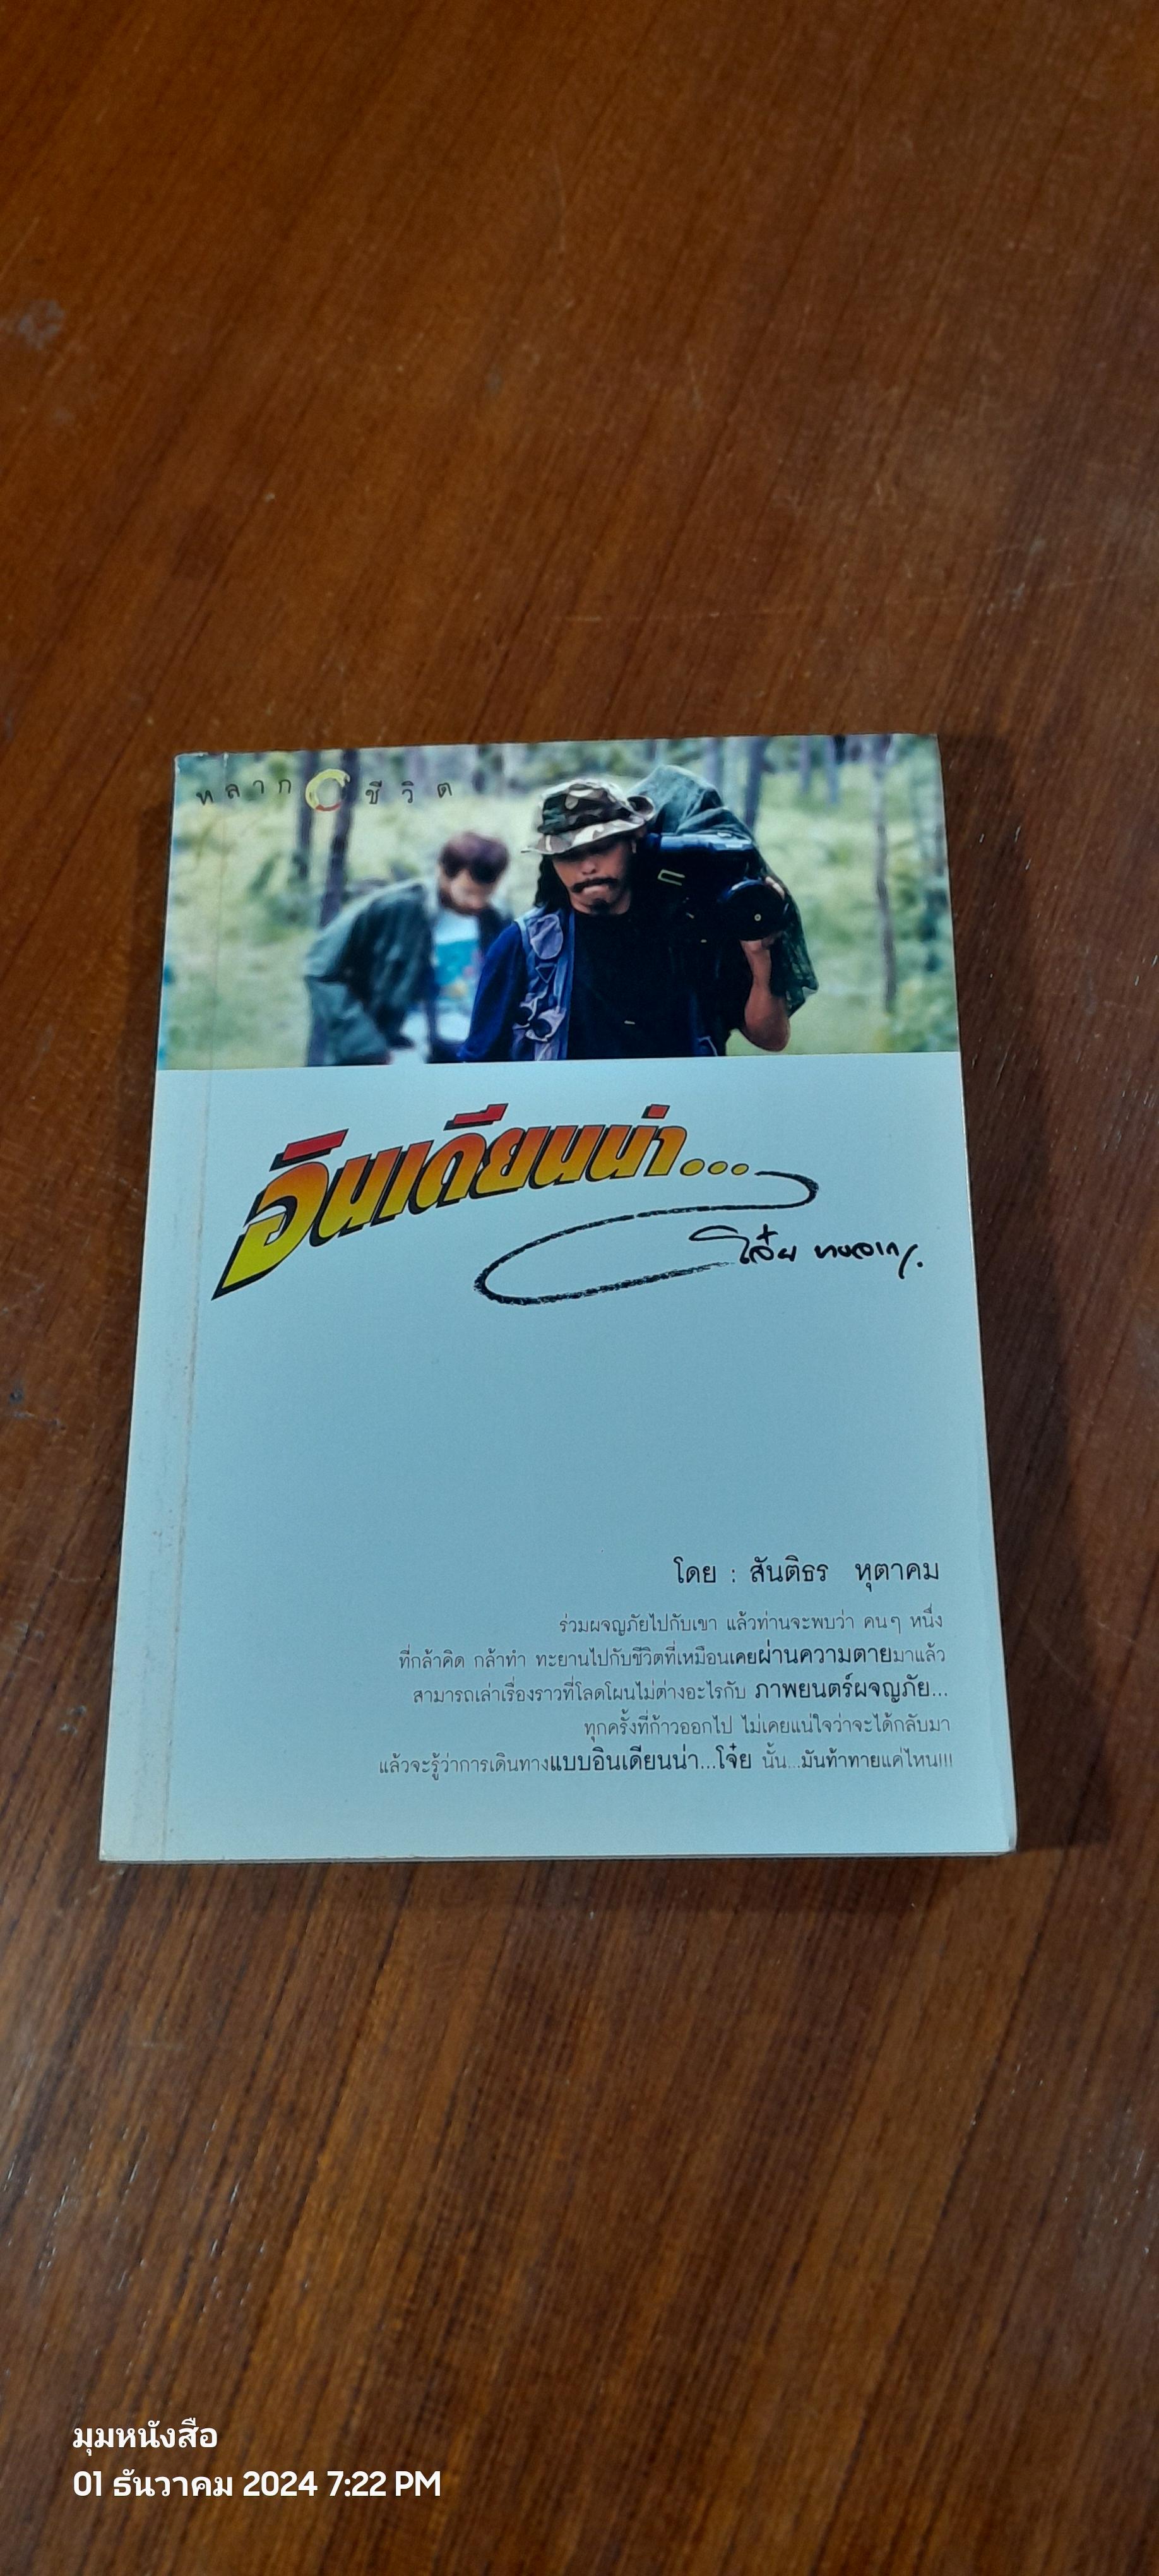 หลาก ชีวิต
อินเดียนน่า...
โจ๋ย บางจาก
โดย : สันติธร หุตาคม
ร่วมผจญภัยไปกับเขา แล้วท่านจะพบว่า คนๆ หนึ่ง
ที่กล้าคิด กล้าทำ ทะยานไปกับชีวิตที่เหมือนเคยผ่านความตายมาแล้ว
สามารถเล่าเรื่องราวที่โลดโผนไม่ต่างอะไรกับ ภาพยนตร์ผจญภัย...
ทุกครั้งที่ก้าวออกไป ไม่เคยแน่ใจว่าจะได้กลับมา
แล้วจะรู้ว่าการเดินทางแบบอินเดียนน่า...โจ๋ย นั้น...มันท้าทายแค่ไหน!!!
มุมหนังสือ
01 ธันวาคม 2024 7:22 PM